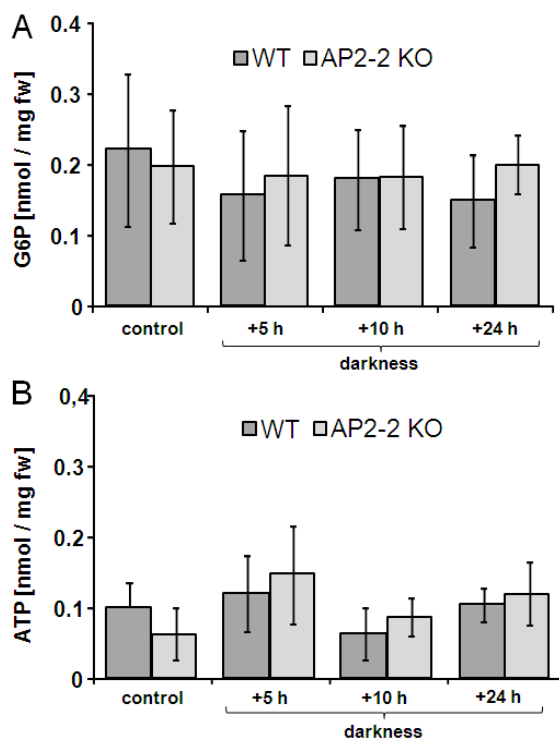 A
0.4
WT AP2-2 KO
0.3
0.2
0.1
0
G6P [nmol / mg fw]
control +5 h +10 h +24 h
darkness
B
0,4
WT AP2-2 KO
0.3
0.2
0.1
0
ATP [nmol / mg fw]
control +5 h +10 h +24 h
darkness